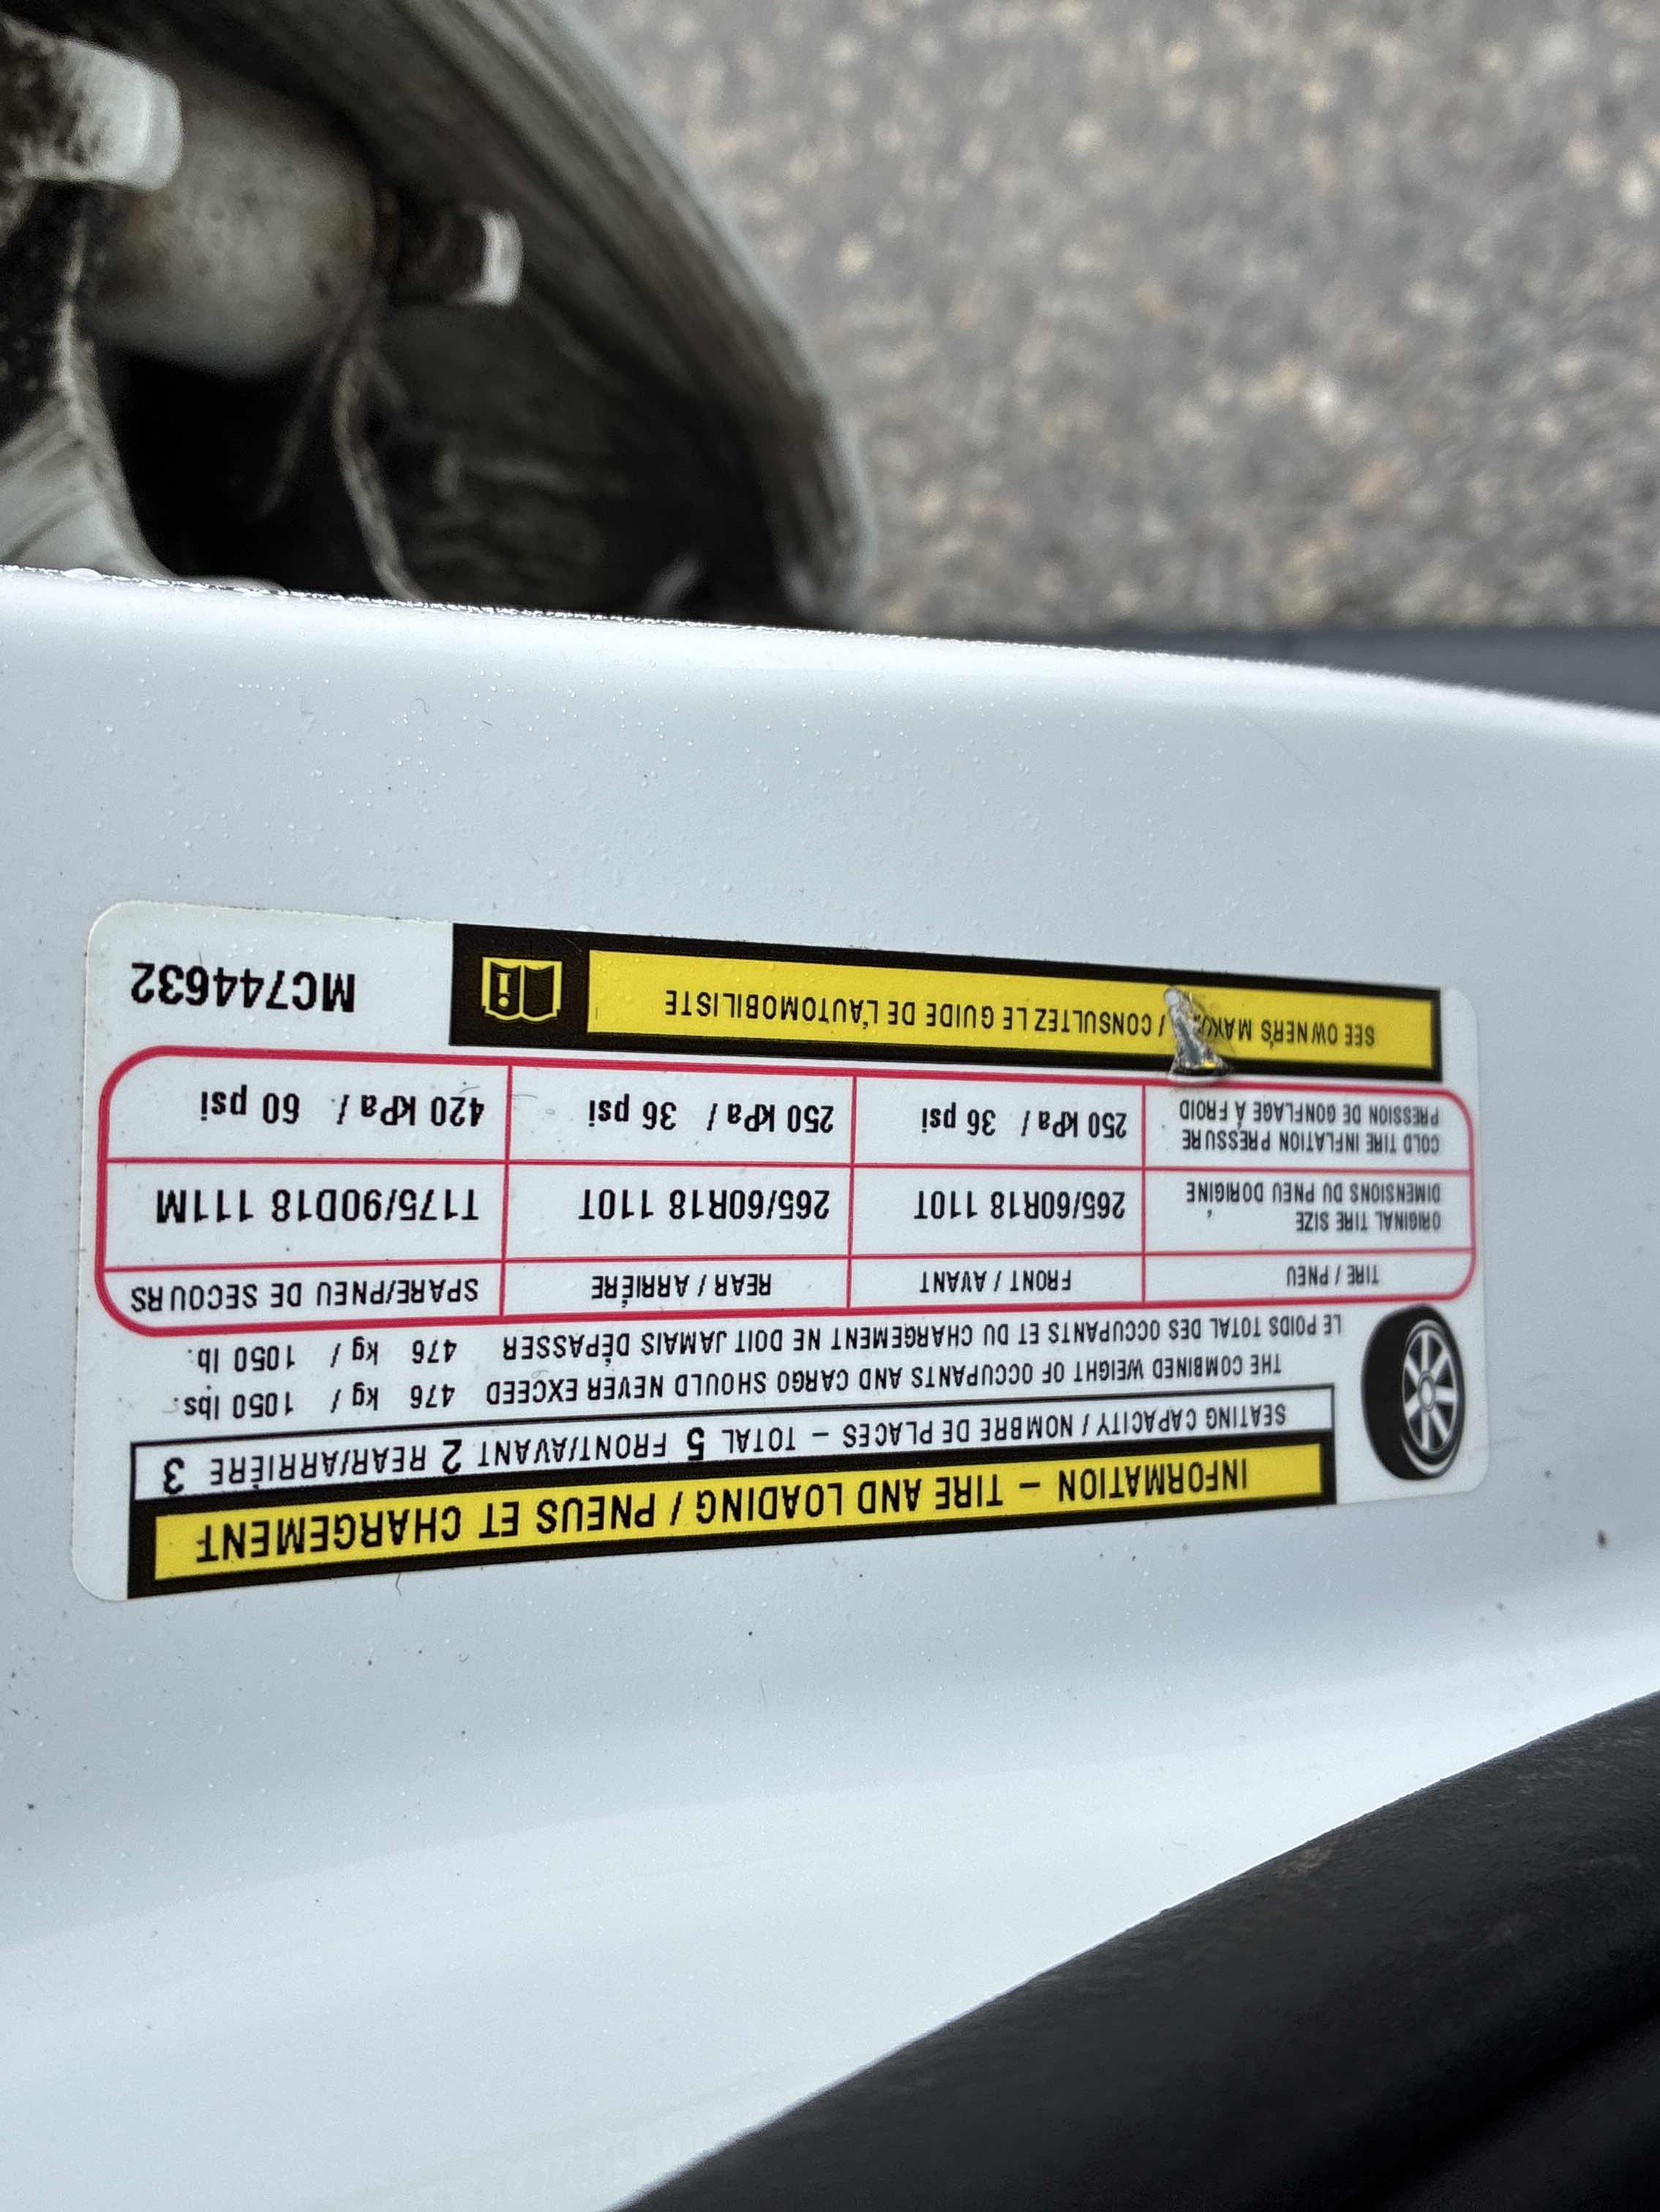 INFORMATION – TIRE AND LOADING / PNEUS ET CHARGEMENT
SEATING CAPACITY / NOMBRE DE PLACES – TOTAL 5 FRONT/AVANT 2 REAR/ARRIÈRE 3
THE COMBINED WEIGHT OF OCCUPANTS AND CARGO SHOULD NEVER EXCEED 476 kg / 1050 lbs.
LE POIDS TOTAL DES OCCUPANTS ET DU CHARGEMENT NE DOIT JAMAIS DÉPASSER 476 kg / 1050 lb.
TIRE / PNEU FRONT / AVANT REAR / ARRIÈRE SPARE/PNEU DE SECOURS
ORIGINAL TIRE SIZE
DIMENSIONS DU PNEU D'ORIGINE 265/60R18 110T 265/60R18 110T T175/90D18 111M
COLD TIRE INFLATION PRESSURE
PRESSION DE GONFLAGE À FROID 250 kPa / 36 psi 250 kPa / 36 psi 420 kPa / 60 psi
SEE OWNER'S / CONSULTEZ LE GUIDE DE L'AUTOMOBILISTE
MC744632